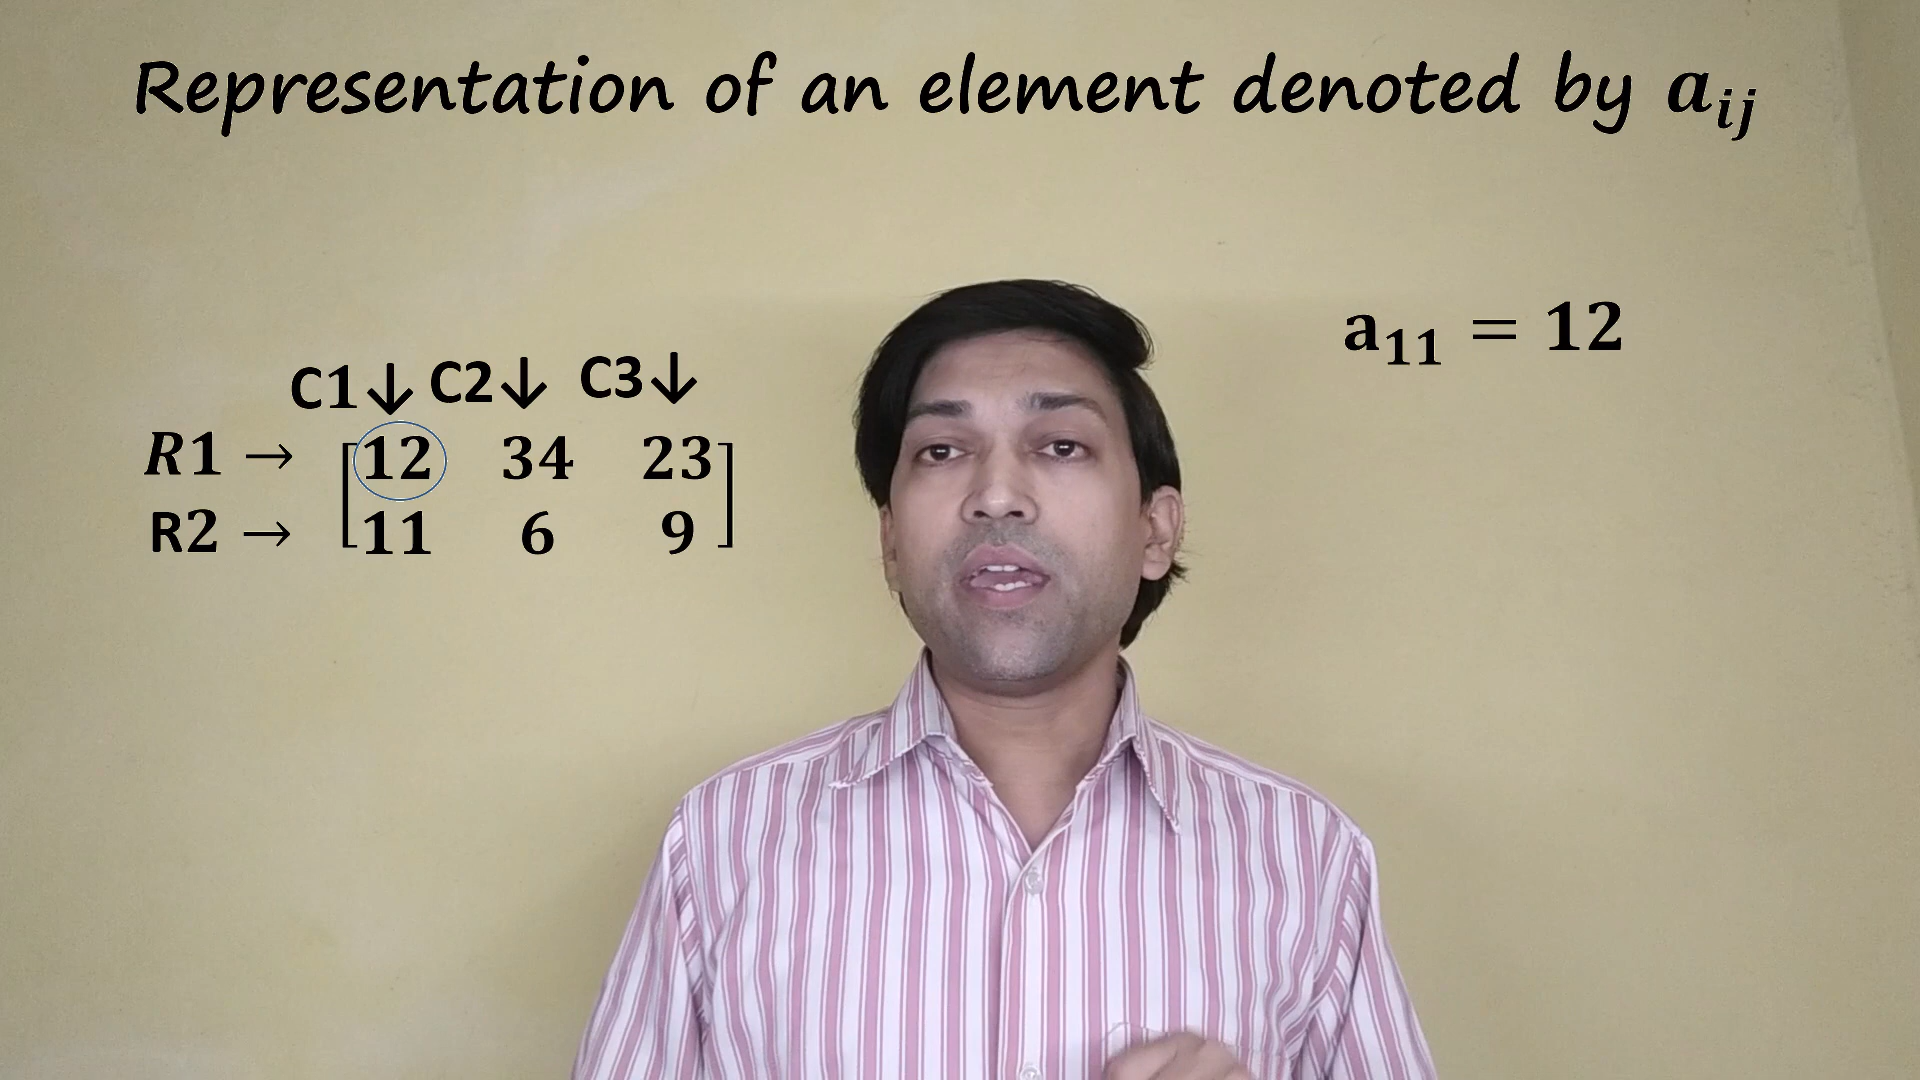 Representation of an element denoted by aᵢⱼ
a₁₁ = 12
C1↓ C2↓ C3↓
R1 → [12 34 23]
R2 → [11 6 9]